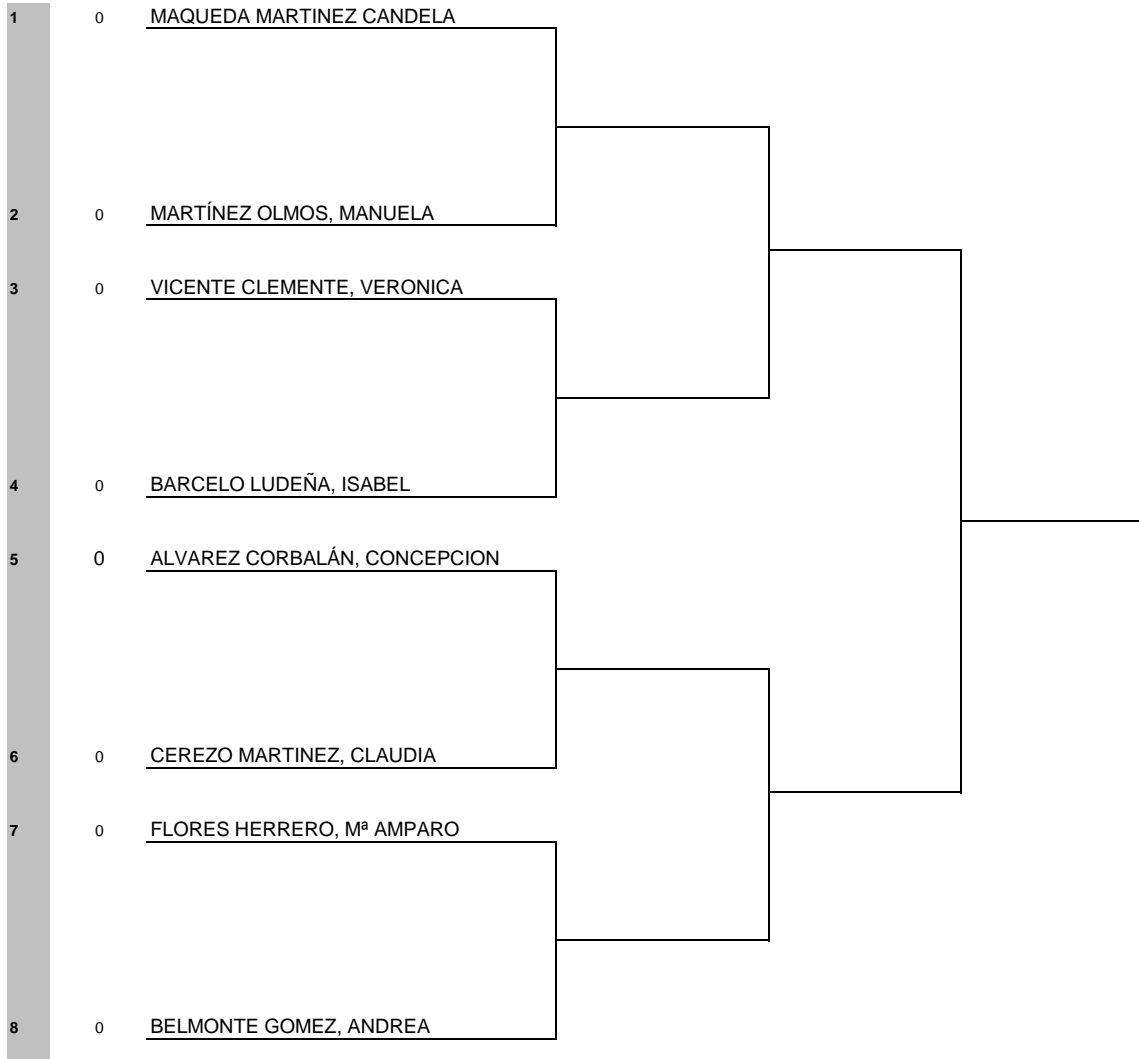 1 0 MAQUEDA MARTINEZ CANDELA
2 0 MARTÍNEZ OLMOS, MANUELA
3 0 VICENTE CLEMENTE, VERONICA
4 0 BARCELO LUDEÑA, ISABEL
5 0 ALVAREZ CORBALÁN, CONCEPCION
6 0 CEREZO MARTINEZ, CLAUDIA
7 0 FLORES HERRERO, Mª AMPARO
8 0 BELMONTE GOMEZ, ANDREA